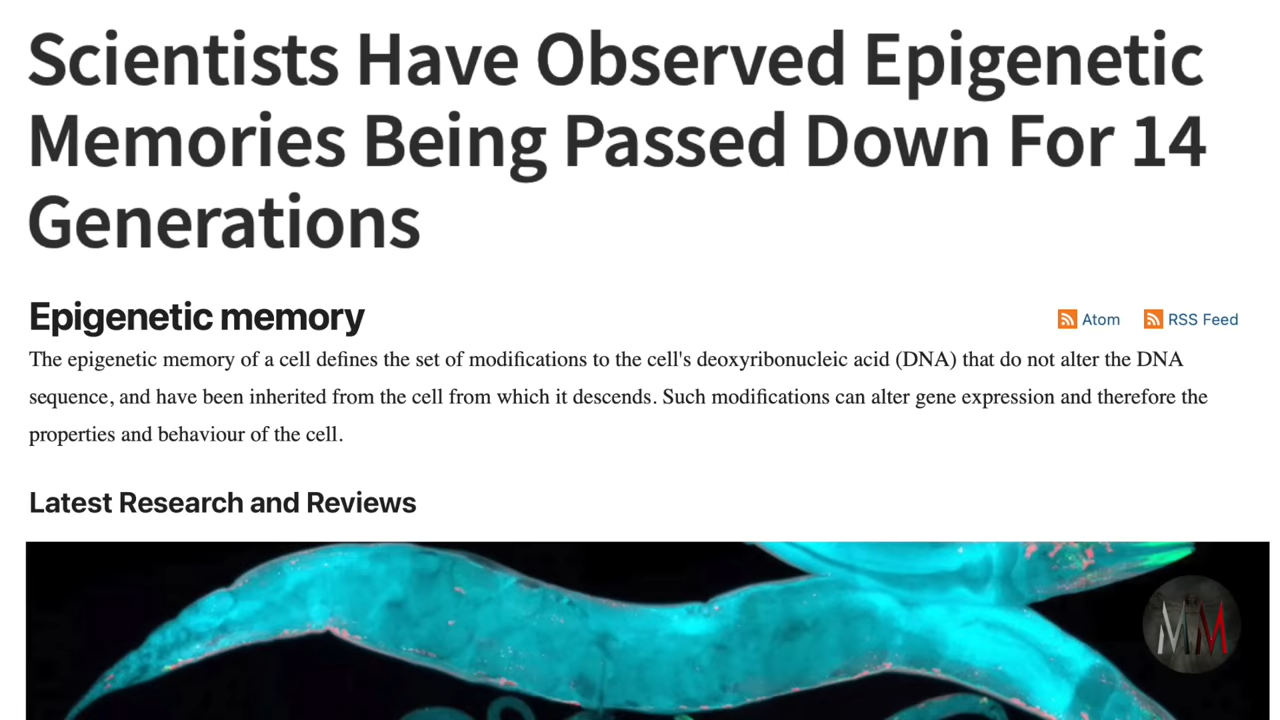 Scientists Have Observed Epigenetic
Memories Being Passed Down For 14
Generations
Epigenetic memory
Atom
RSS Feed
The epigenetic memory of a cell defines the set of modifications to the cell's deoxyribonucleic acid (DNA) that do not alter the DNA
sequence, and have been inherited from the cell from which it descends. Such modifications can alter gene expression and therefore the
properties and behaviour of the cell.
Latest Research and Reviews
MM